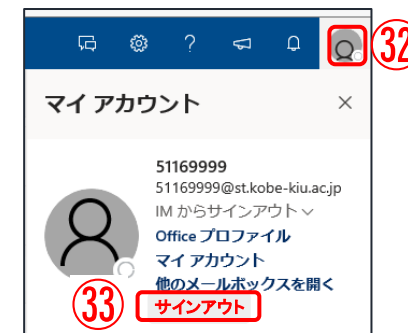 ?
㉜
マイ アカウント
51169999
51169999@st.kobe-kiu.ac.jp
IM からサインアウト
Office プロファイル
マイ アカウント
他のメールボックスを開く
㉝ サインアウト